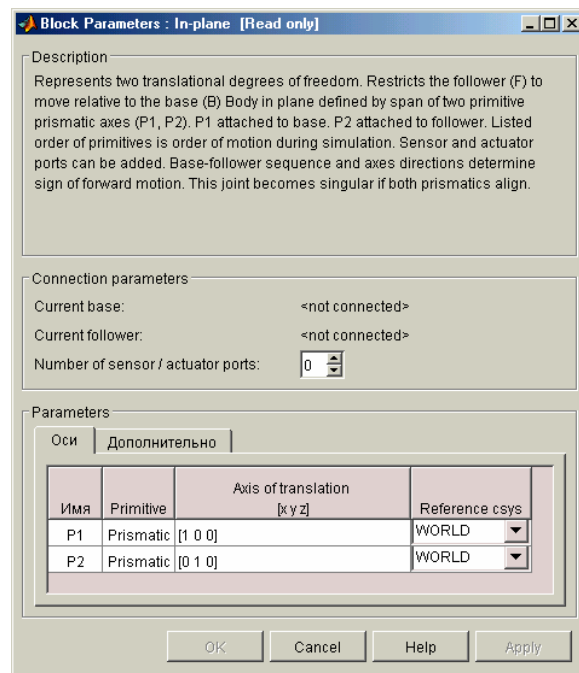 Block Parameters : In-plane [Read only]
Description
Represents two translational degrees of freedom. Restricts the follower (F) to
move relative to the base (B) Body in plane defined by span of two primitive
prismatic axes (P1, P2). P1 attached to base. P2 attached to follower. Listed
order of primitives is order of motion during simulation. Sensor and actuator
ports can be added. Base-follower sequence and axes directions determine
sign of forward motion. This joint becomes singular if both prismatics align.
Connection parameters
Current base: <not connected>
Current follower: <not connected>
Number of sensor / actuator ports: 0
Parameters
Оси Дополнительно
Axis of translation
Имя Primitive [x y z] Reference csys
P1 Prismatic [1 0 0] WORLD
P2 Prismatic [0 1 0] WORLD
OK Cancel Help Apply